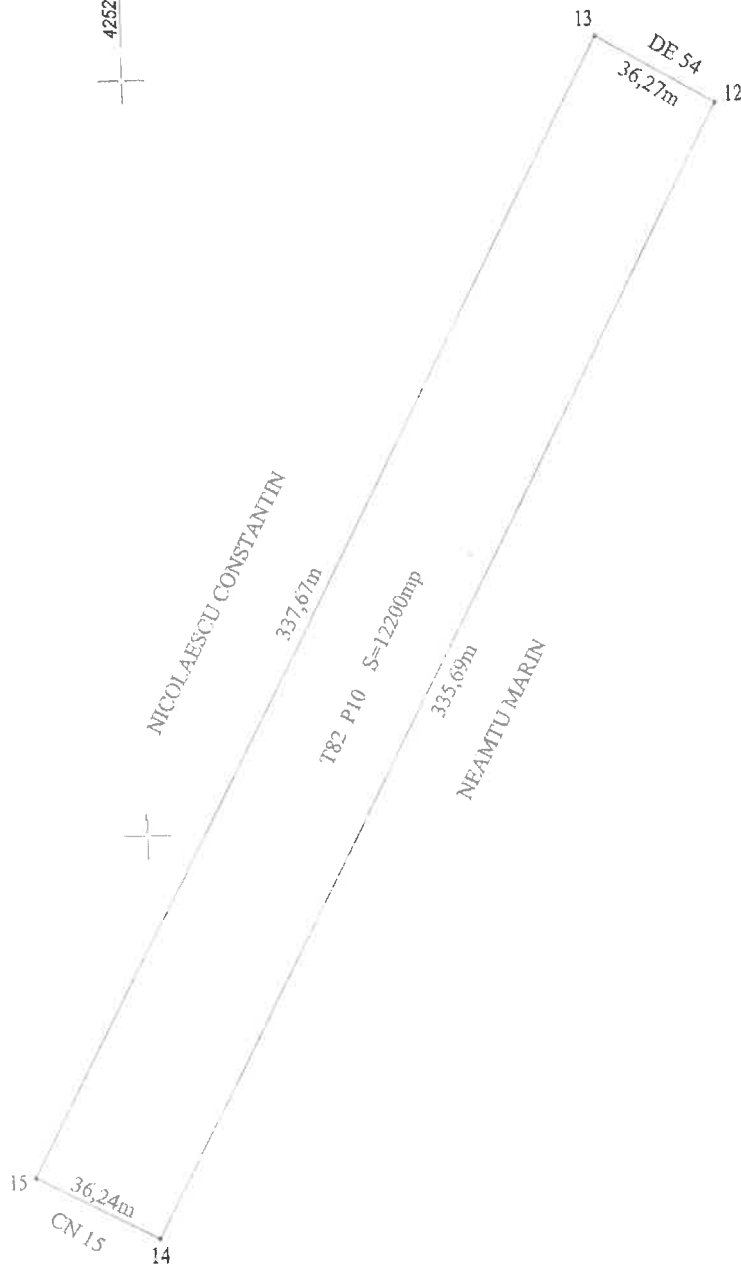 4252
13
DE 54
36,27m
12
NICOLAESCU CONSTANTIN
337,67m
T82 P10 S=12200mp
335,69m
NEAMTU MARIN
15
36,24m
CN 15
14